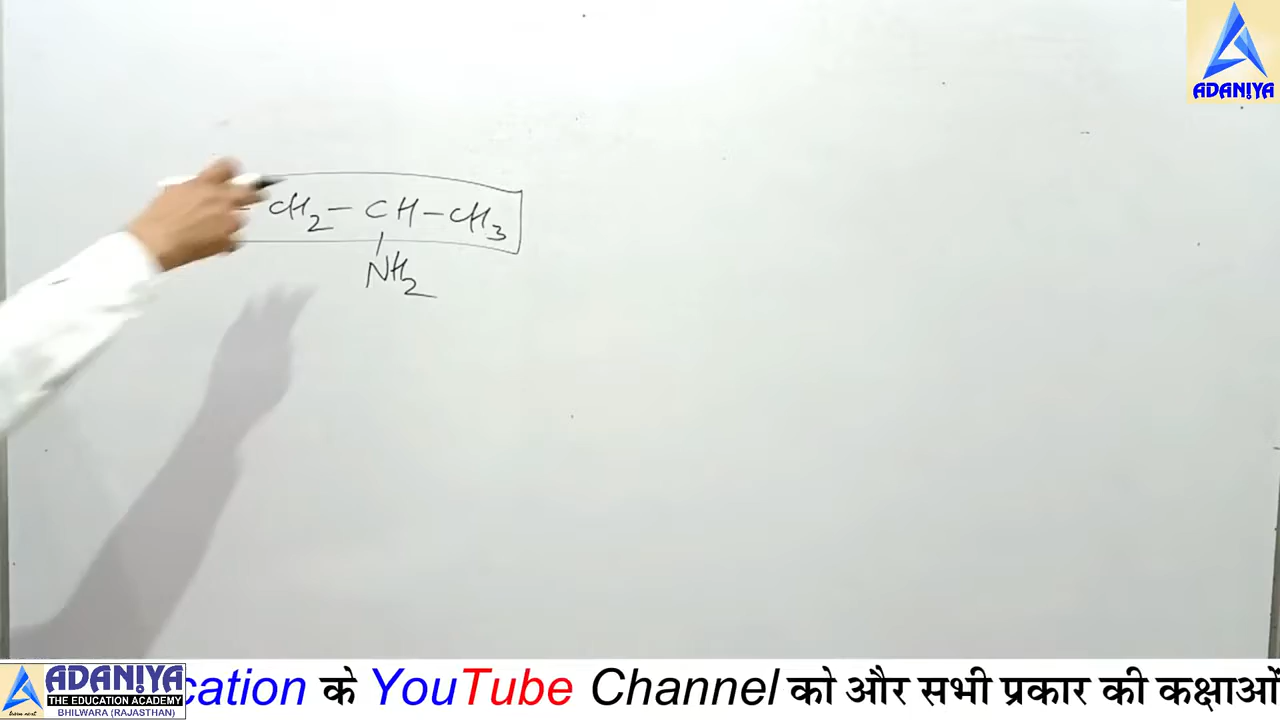 ADANIYA
– CH2 – CH – CH3
NH2
ADANIYA
THE EDUCATION ACADEMY
BHILWARA (RAJASTHAN)
cation के YouTube Channel को और सभी प्रकार की कक्षाओं